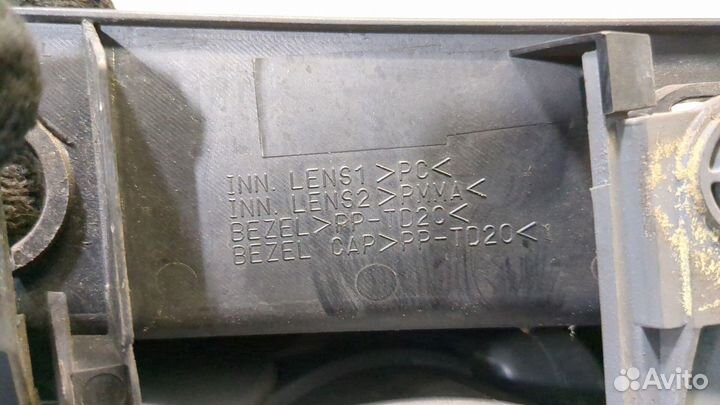 INN. LENS1 >PC<
INN. LENS2 >PMMA<
BEZEL>PP-TD20<
BEZEL CAP>PP-TD20<
Avito